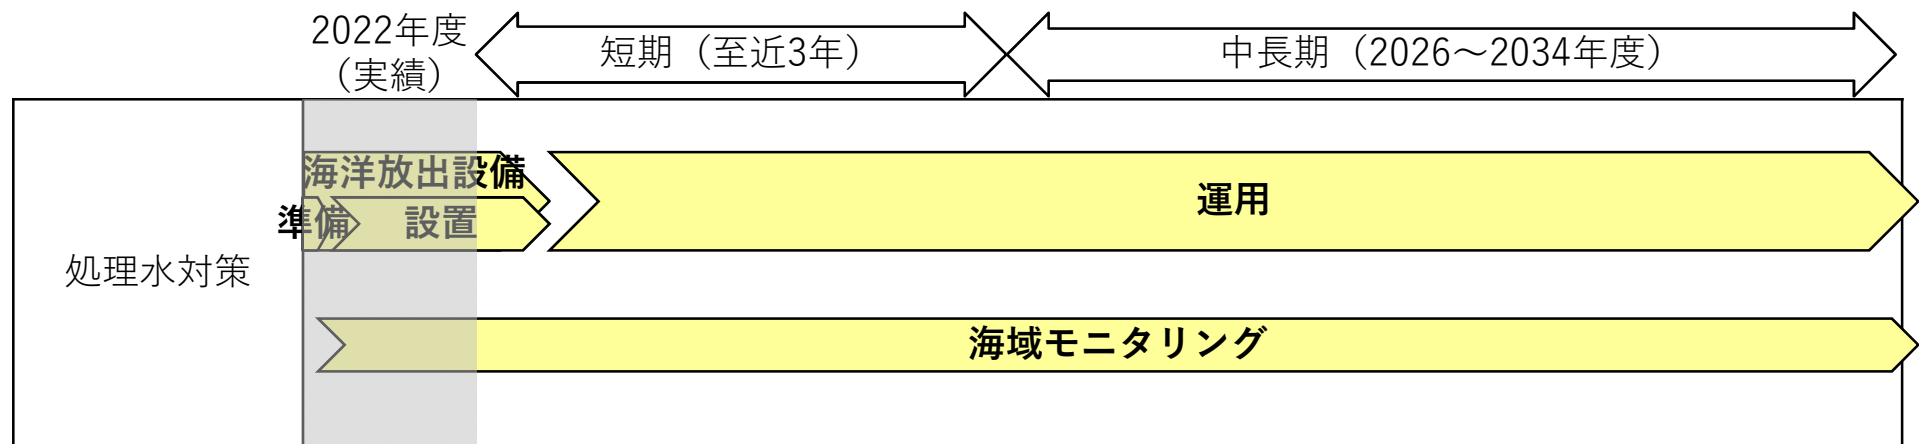 2022年度
（実績）
短期（至近3年）
中長期（2026～2034年度）
海洋放出設備
準備
設置
運用
処理水対策
海域モニタリング